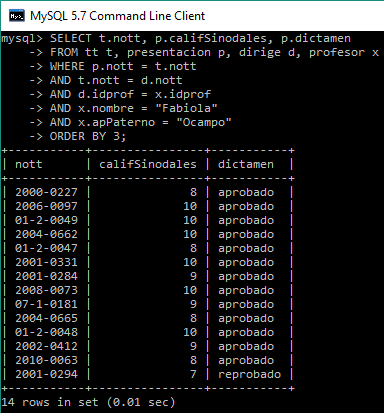 MySQL 5.7 Command Line Client
mysql> SELECT t.nott, p.califSinodales, p.dictamen
    -> FROM tt t, presentacion p, dirige d, profesor x
    -> WHERE p.nott = t.nott
    -> AND t.nott = d.nott
    -> AND d.idprof = x.idprof
    -> AND x.nombre = "Fabiola"
    -> AND x.apPaterno = "Ocampo"
    -> ORDER BY 3;
+-----------+----------------+-----------+
| nott      | califSinodales | dictamen  |
+-----------+----------------+-----------+
| 2000-0227 |              8 | aprobado  |
| 2006-0097 |             10 | aprobado  |
| 01-2-0049 |             10 | aprobado  |
| 2004-0662 |             10 | aprobado  |
| 01-2-0047 |              8 | aprobado  |
| 2001-0331 |             10 | aprobado  |
| 2001-0284 |              9 | aprobado  |
| 2008-0073 |             10 | aprobado  |
| 07-1-0181 |              9 | aprobado  |
| 2004-0665 |              8 | aprobado  |
| 01-2-0048 |             10 | aprobado  |
| 2002-0412 |              9 | aprobado  |
| 2010-0063 |              8 | aprobado  |
| 2001-0294 |              7 | reprobado |
+-----------+----------------+-----------+
14 rows in set (0.01 sec)